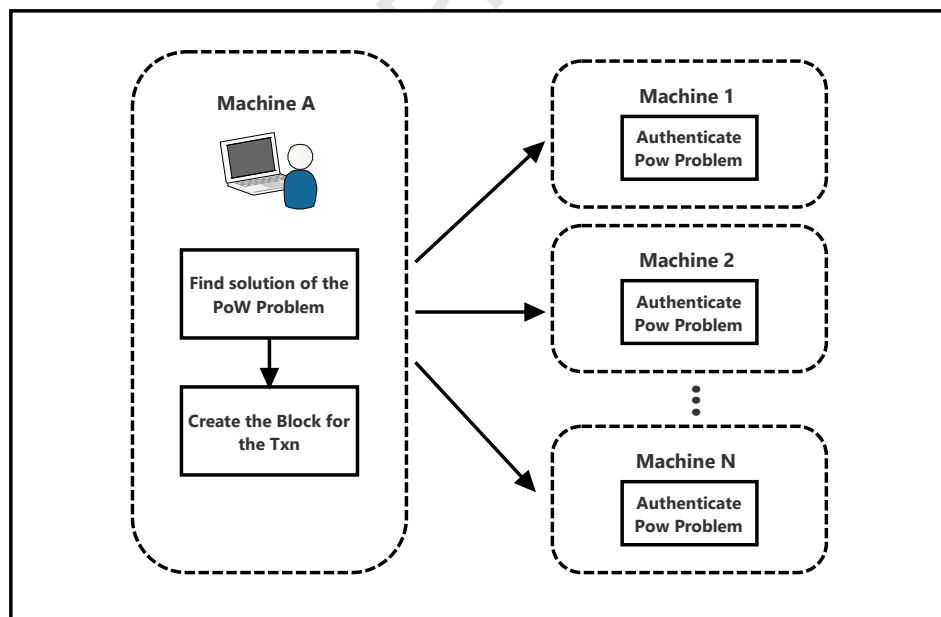 Machine A
Find solution of the
PoW Problem
Create the Block for
the Txn
Machine 1
Authenticate
Pow Problem
Machine 2
Authenticate
Pow Problem
Machine N
Authenticate
Pow Problem